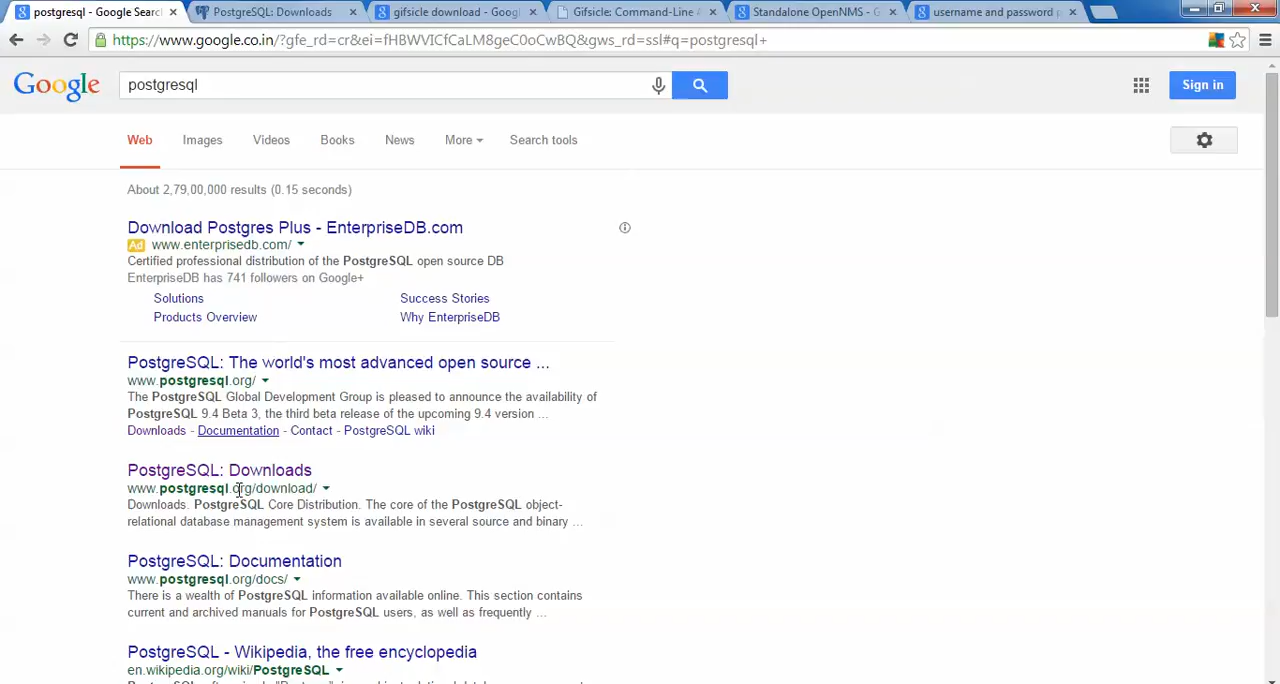 postgresql - Google Searc
PostgreSQL: Downloads
gifsicle download - Goog
Gifsicle: Command-Line A
Standalone OpenNMS - G
username and password p
https://www.google.co.in/?gfe_rd=cr&ei=fHBWVICfCaLM8geC0oCwBQ&gws_rd=ssl#q=postgresql+
Google
postgresql
Sign in
Web
Images
Videos
Books
News
More
Search tools
About 2,79,00,000 results (0.15 seconds)
Download Postgres Plus - EnterpriseDB.com
Ad www.enterprisedb.com/
Certified professional distribution of the PostgreSQL open source DB
EnterpriseDB has 741 followers on Google+
Solutions
Success Stories
Products Overview
Why EnterpriseDB
PostgreSQL: The world's most advanced open source ...
www.postgresql.org/
The PostgreSQL Global Development Group is pleased to announce the availability of
PostgreSQL 9.4 Beta 3, the third beta release of the upcoming 9.4 version ...
Downloads - Documentation - Contact - PostgreSQL wiki
PostgreSQL: Downloads
www.postgresql.org/download/
Downloads. PostgreSQL Core Distribution. The core of the PostgreSQL object-
relational database management system is available in several source and binary ...
PostgreSQL: Documentation
www.postgresql.org/docs/
There is a wealth of PostgreSQL information available online. This section contains
current and archived manuals for PostgreSQL users, as well as frequently ...
PostgreSQL - Wikipedia, the free encyclopedia
en.wikipedia.org/wiki/PostgreSQL